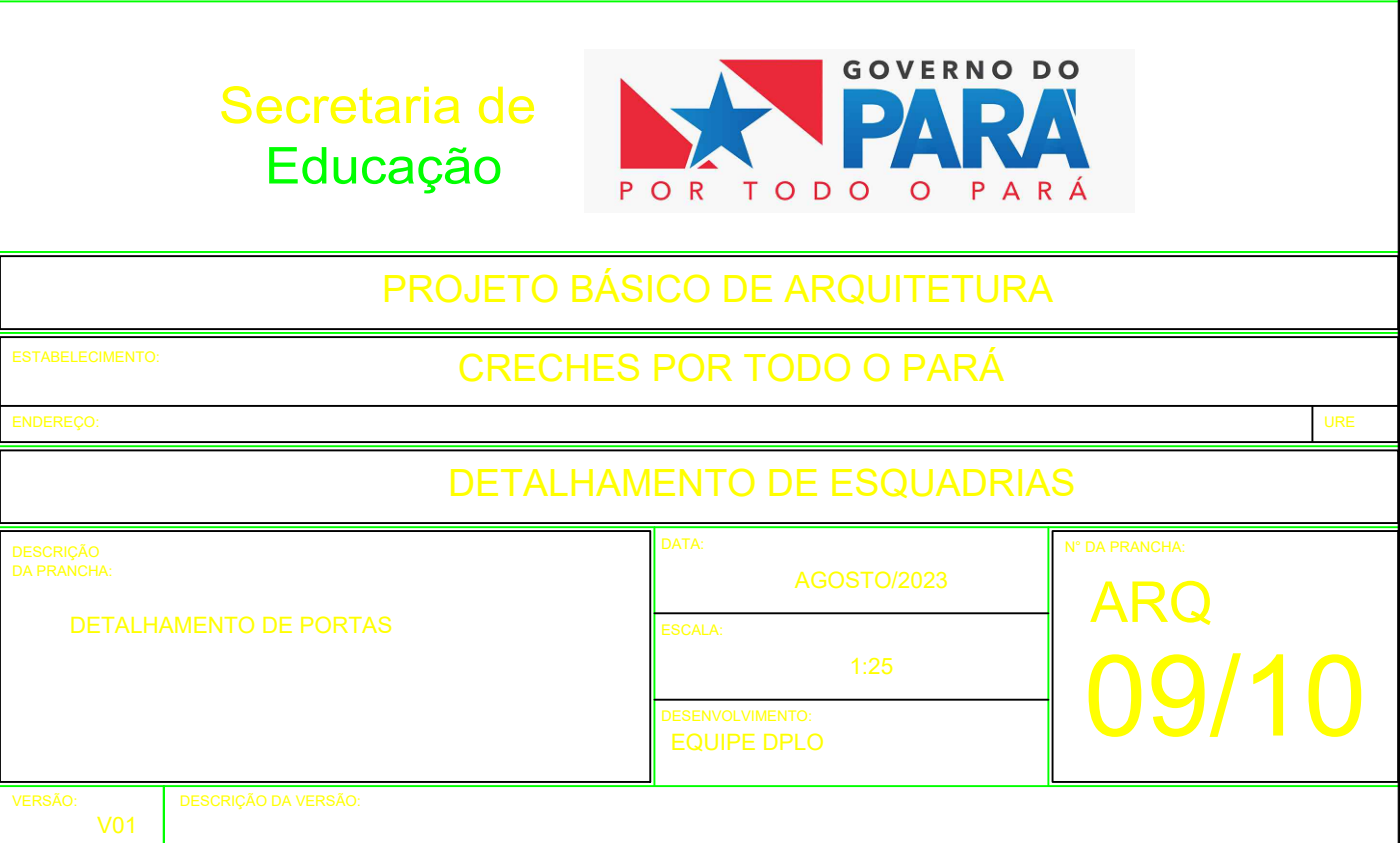 Secretaria de
Educação
GOVERNO DO
PARÁ
POR TODO O PARÁ
PROJETO BÁSICO DE ARQUITETURA
ESTABELECIMENTO:
CRECHES POR TODO O PARÁ
ENDEREÇO:
URE
DETALHAMENTO DE ESQUADRIAS
DESCRIÇÃO
DA PRANCHA:
DETALHAMENTO DE PORTAS
DATA:
AGOSTO/2023
ESCALA:
1:25
DESENVOLVIMENTO:
EQUIPE DPLO
N° DA PRANCHA:
ARQ
09/10
VERSÃO:
V01
DESCRIÇÃO DA VERSÃO: